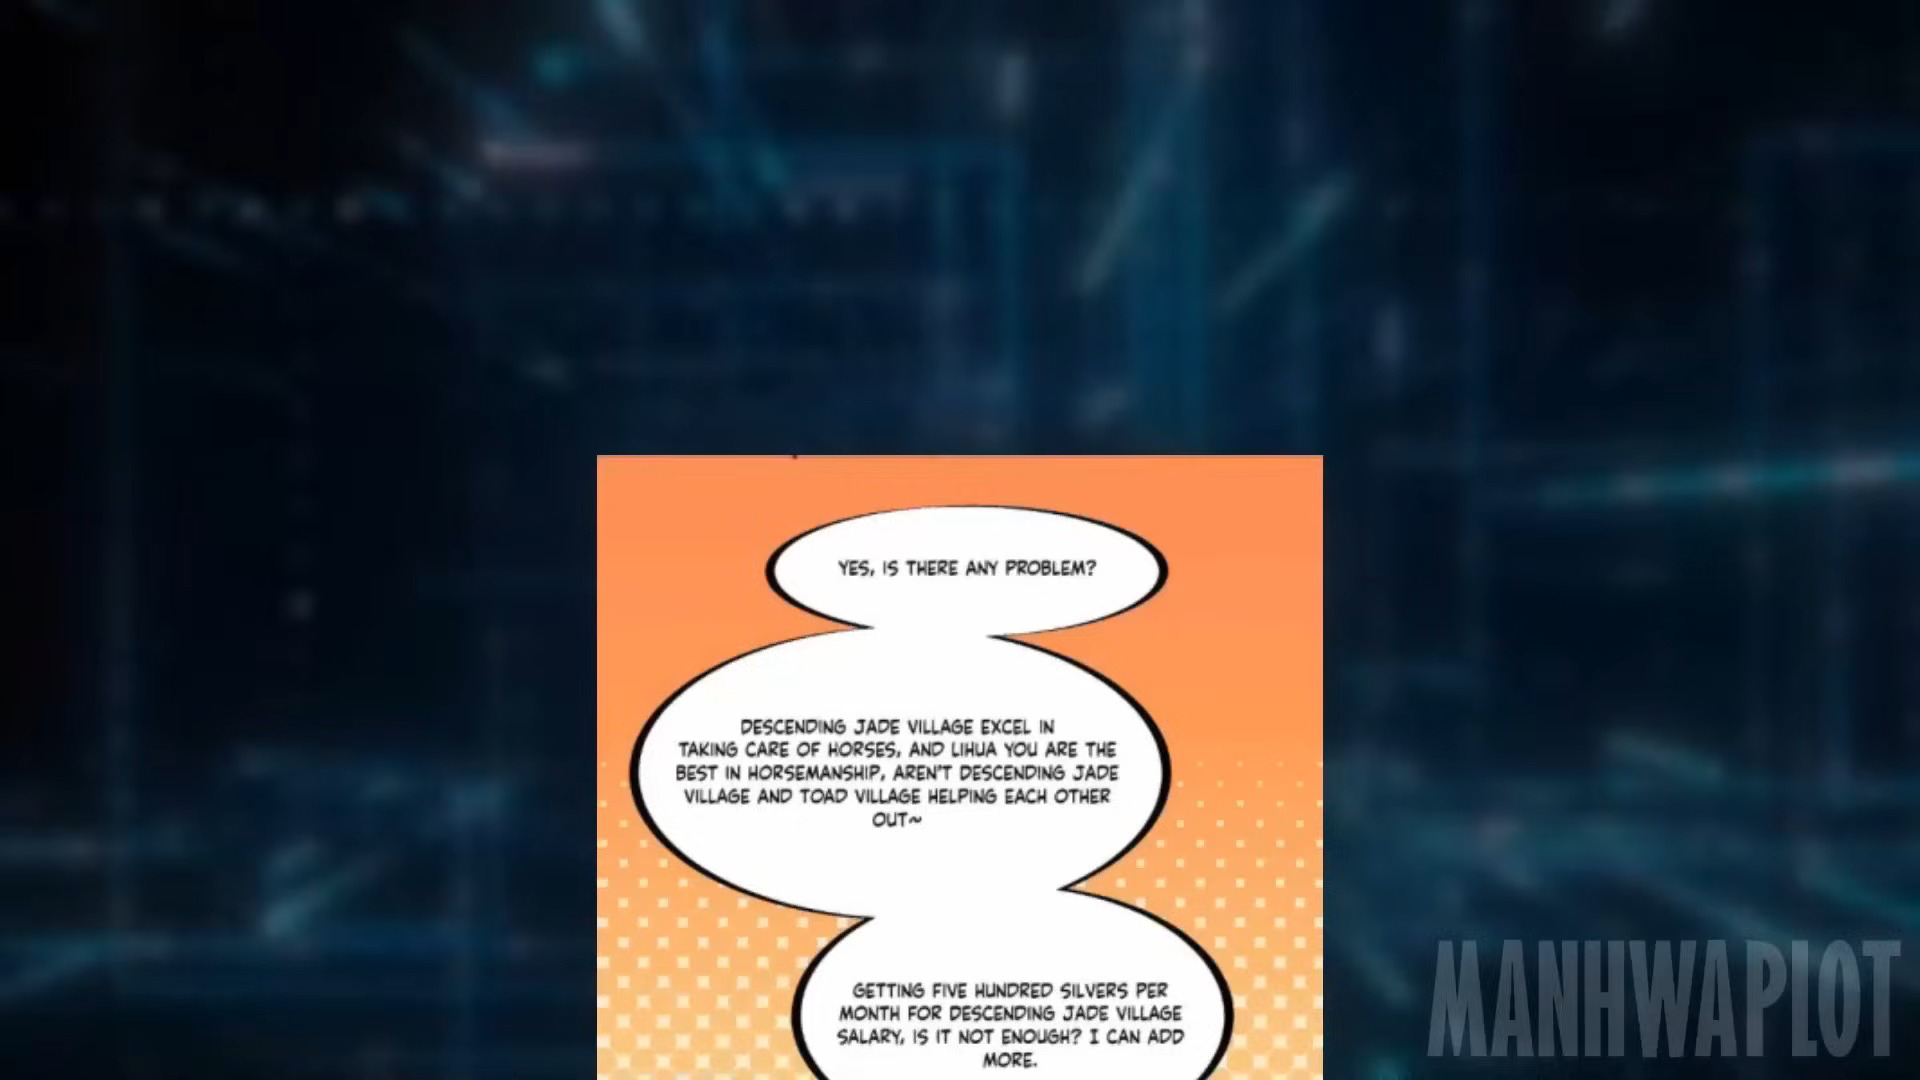 YES, IS THERE ANY PROBLEM?
DESCENDING JADE VILLAGE EXCEL IN
TAKING CARE OF HORSES, AND LIHUA YOU ARE THE
BEST IN HORSEMANSHIP, AREN'T DESCENDING JADE
VILLAGE AND TOAD VILLAGE HELPING EACH OTHER
OUT~
GETTING FIVE HUNDRED SILVERS PER
MONTH FOR DESCENDING JADE VILLAGE
SALARY, IS IT NOT ENOUGH? I CAN ADD
MORE.
MANHWAPLOT